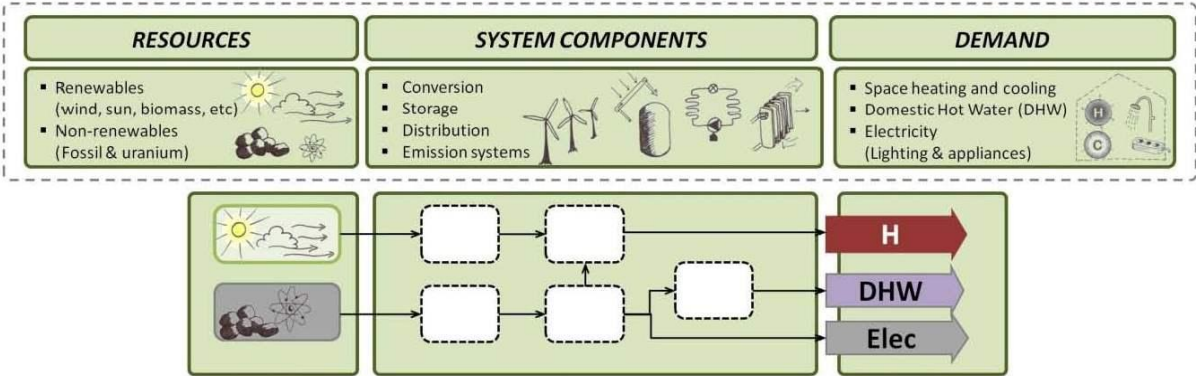 RESOURCES
▪ Renewables
(wind, sun, biomass, etc)
▪ Non-renewables
(Fossil & uranium)
SYSTEM COMPONENTS
▪ Conversion
▪ Storage
▪ Distribution
▪ Emission systems
DEMAND
▪ Space heating and cooling
▪ Domestic Hot Water (DHW)
▪ Electricity
(Lighting & appliances)
H
C
H
DHW
Elec